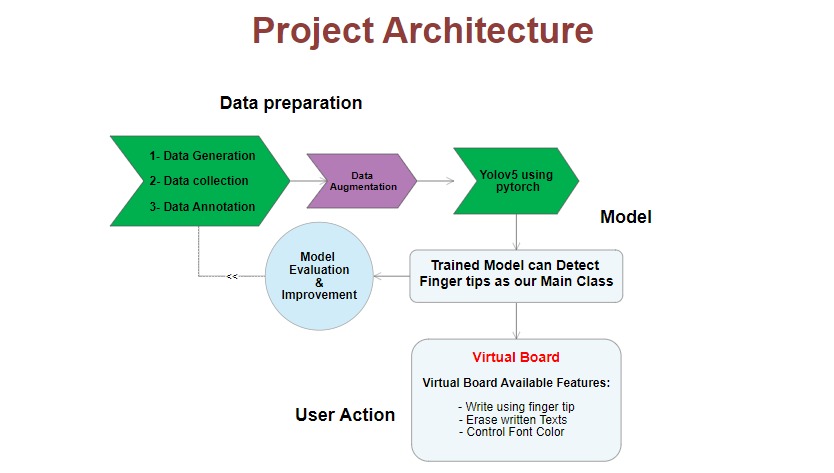 Project Architecture
Data preparation
1- Data Generation
2- Data collection
3- Data Annotation
Data
Augmentation
Yolov5 using
pytorch
Model
Trained Model can Detect
Finger tips as our Main Class
Model
Evaluation
&
Improvement
<<
Virtual Board
Virtual Board Available Features:
- Write using finger tip
- Erase written Texts
- Control Font Color
User Action